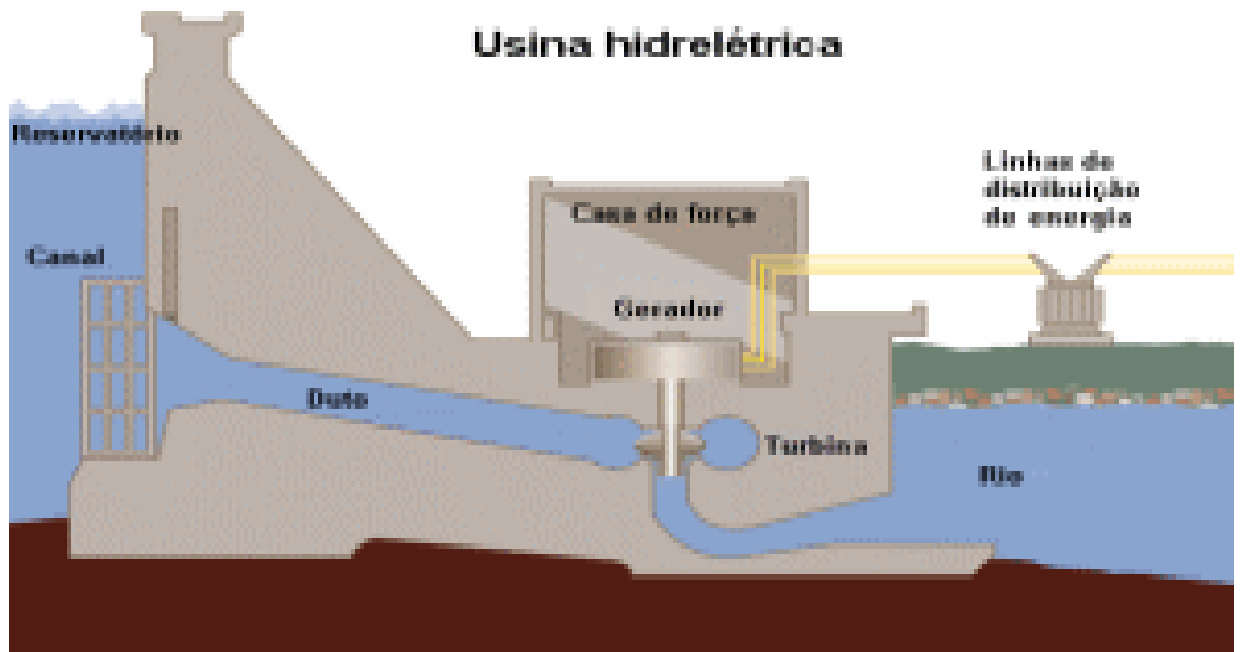 Usina hidrelétrica
Reservatório
Linhas de
distribuição
de energia
Casa de força
Canal
Gerador
Duto
Turbina
Rio